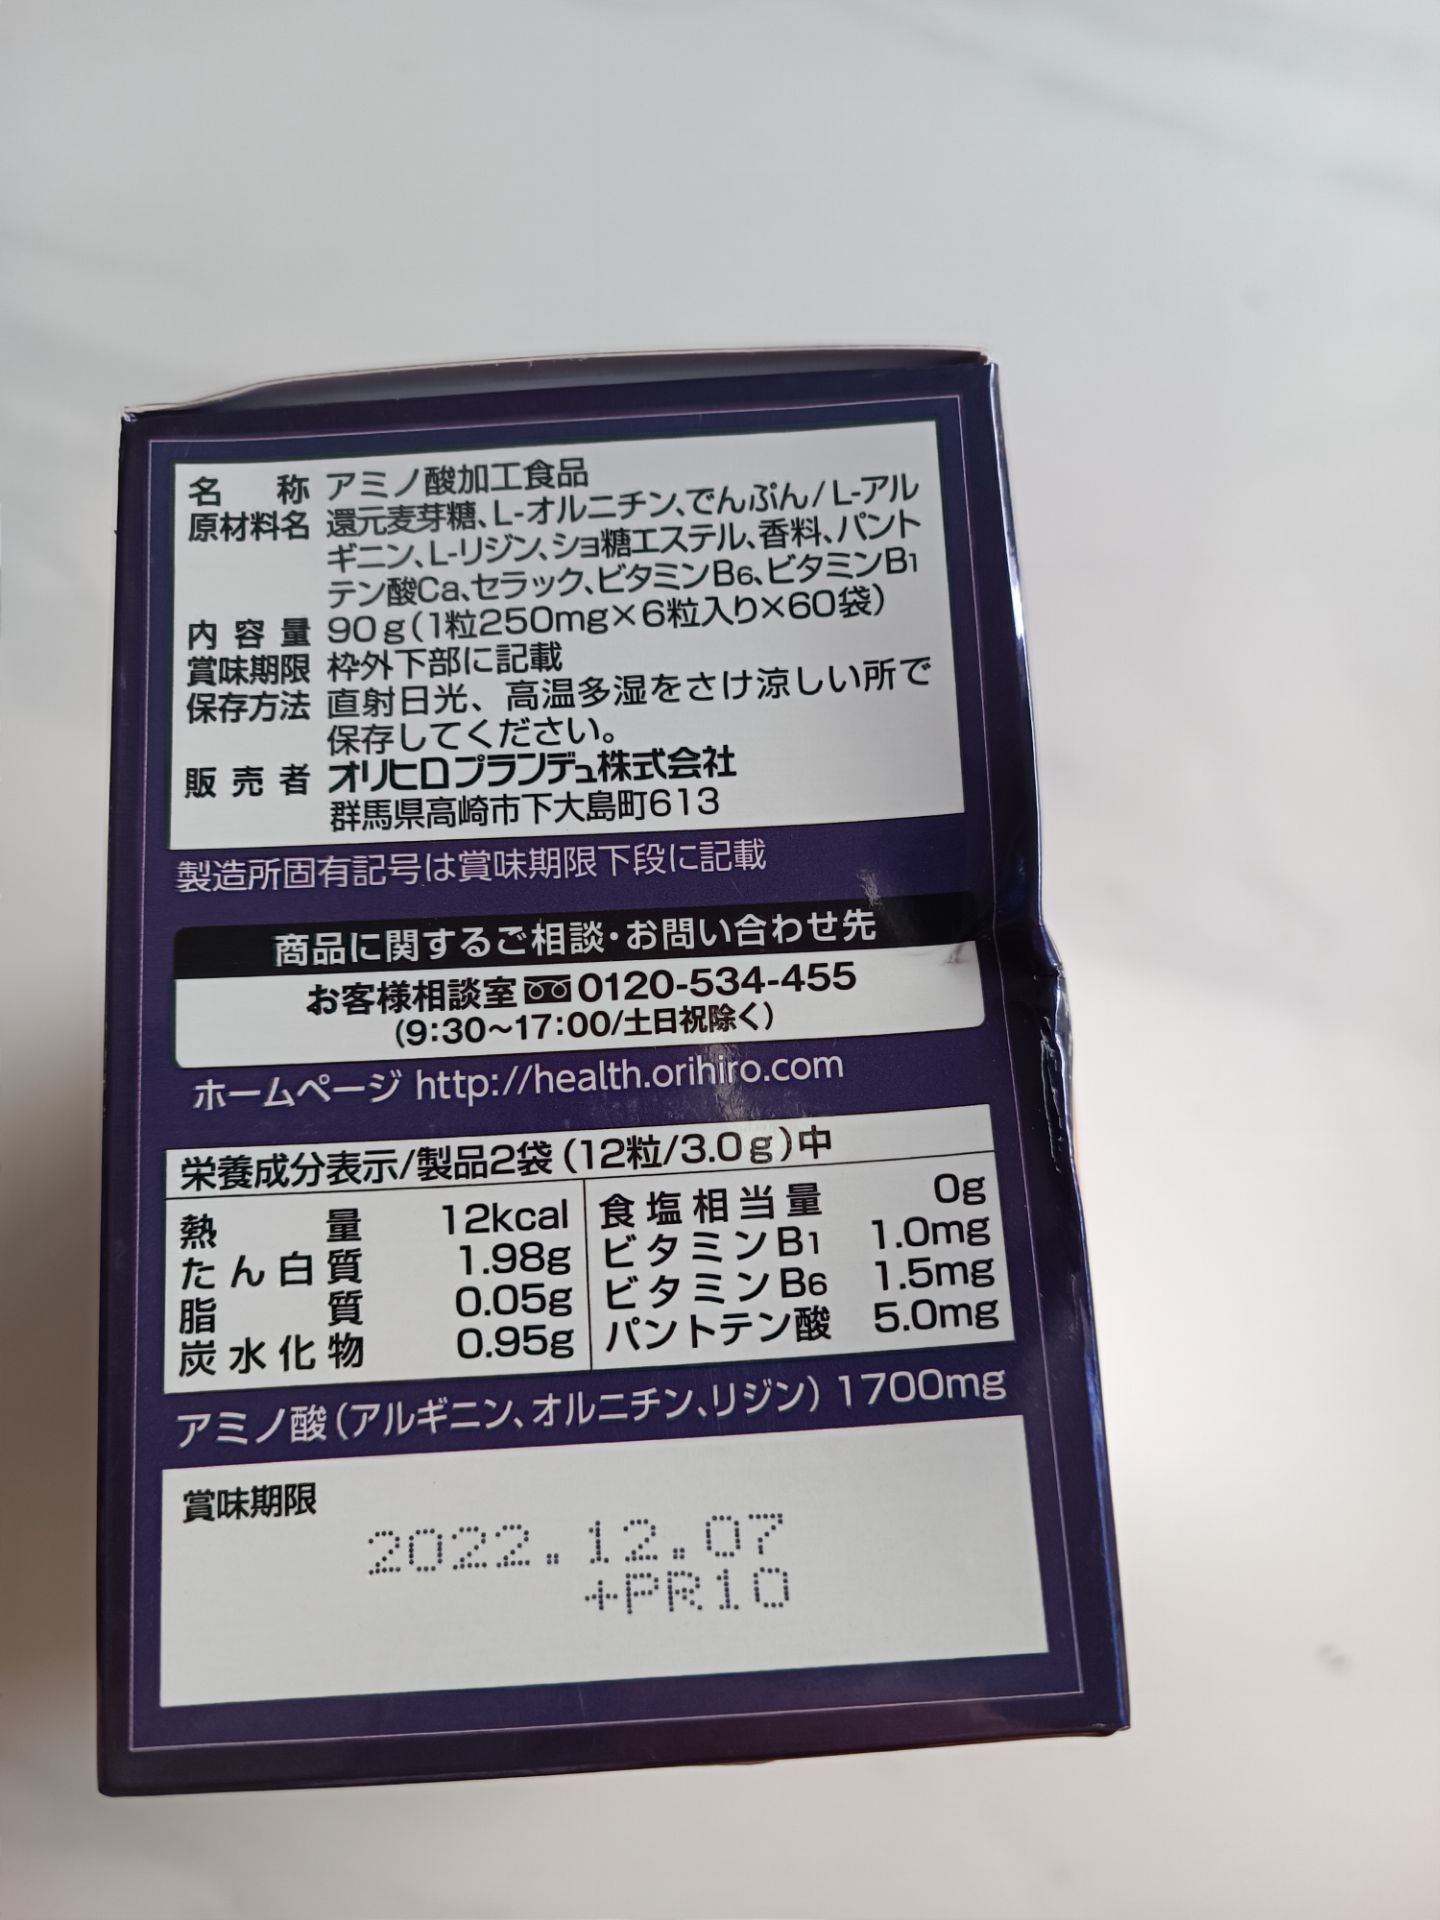 名称 アミノ酸加工食品
原材料名 還元麦芽糖、L-オルニチン、でんぷん/L-アル
ギニン、L-リジン、ショ糖エステル、香料、パント
テン酸Ca、セラック、ビタミンB6、ビタミンB1
内容量 90g(1粒250mg×6粒入り×60袋)
賞味期限 枠外下部に記載
保存方法 直射日光、高温多湿をさけ涼しい所で
保存してください。
販売者 オリヒロプランデュ株式会社
群馬県高崎市下大島町613
製造所固有記号は賞味期限下段に記載
商品に関するご相談・お問い合わせ先
お客様相談室 0120-534-455
(9:30~17:00/土日祝除く)
ホームページ http://health.orihiro.com
栄養成分表示/製品2袋(12粒/3.0g)中
熱量 12kcal 食塩相当量 0g
たん白質 1.98g ビタミンB1 1.0mg
脂質 0.05g ビタミンB6 1.5mg
炭水化物 0.95g パントテン酸 5.0mg
アミノ酸(アルギニン、オルニチン、リジン) 1700mg
賞味期限
2022.12.07
+PR10